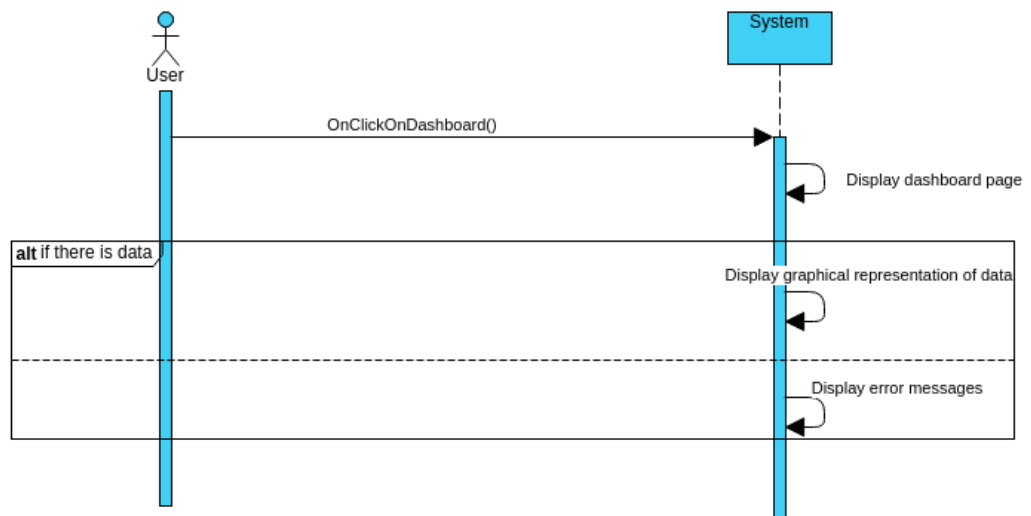 System
User
OnClickOnDashboard()
Display dashboard page
alt if there is data
Display graphical representation of data
Display error messages